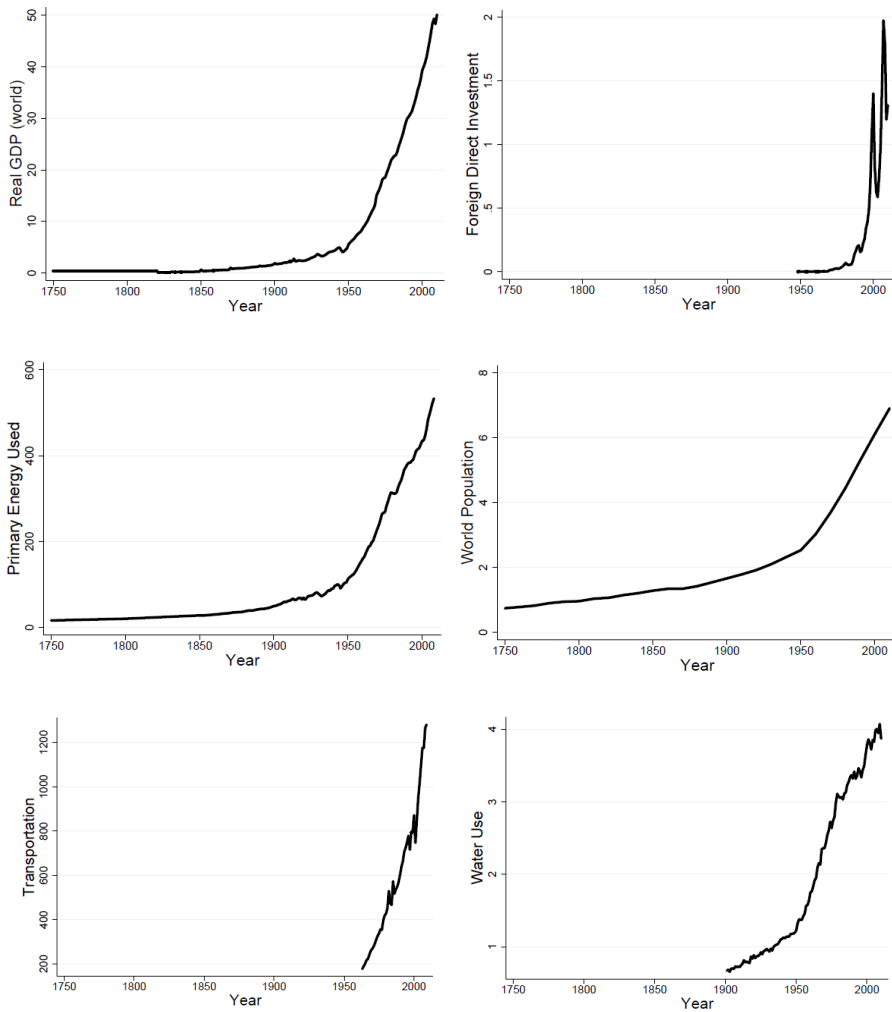 Real GDP (world)
50
40
30
20
10
0
1750 1800 1850 1900 1950 2000
Year
Foreign Direct Investment
2
1.5
1
.5
0
1750 1800 1850 1900 1950 2000
Year
Primary Energy Used
600
400
200
0
1750 1800 1850 1900 1950 2000
Year
World Population
8
6
4
2
0
1750 1800 1850 1900 1950 2000
Year
Transportation
1200
1000
800
600
400
200
1750 1800 1850 1900 1950 2000
Year
Water Use
4
3
2
1
1750 1800 1850 1900 1950 2000
Year